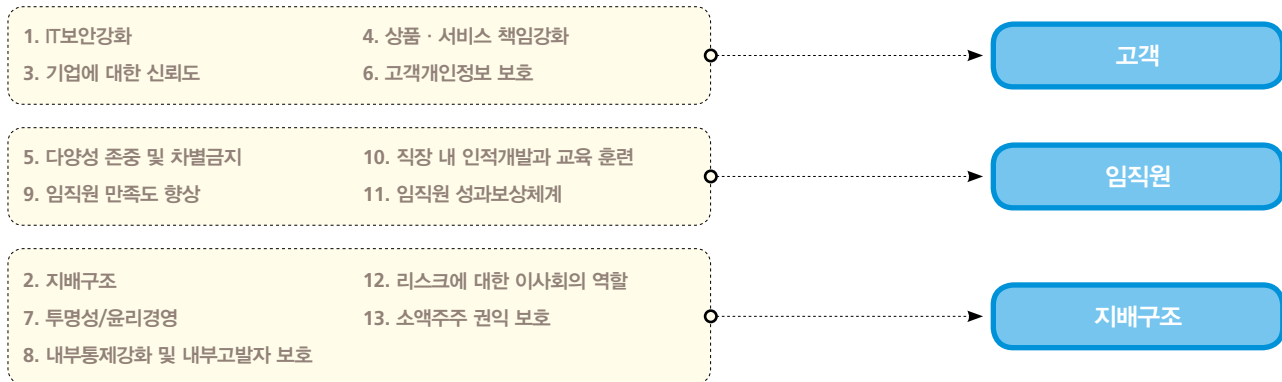 1. IT보안강화 4. 상품 · 서비스 책임강화
3. 기업에 대한 신뢰도 6. 고객개인정보 보호
고객
5. 다양성 존중 및 차별금지 10. 직장 내 인적개발과 교육 훈련
9. 임직원 만족도 향상 11. 임직원 성과보상체계
임직원
2. 지배구조 12. 리스크에 대한 이사회의 역할
7. 투명성/윤리경영 13. 소액주주 권익 보호
8. 내부통제강화 및 내부고발자 보호
지배구조